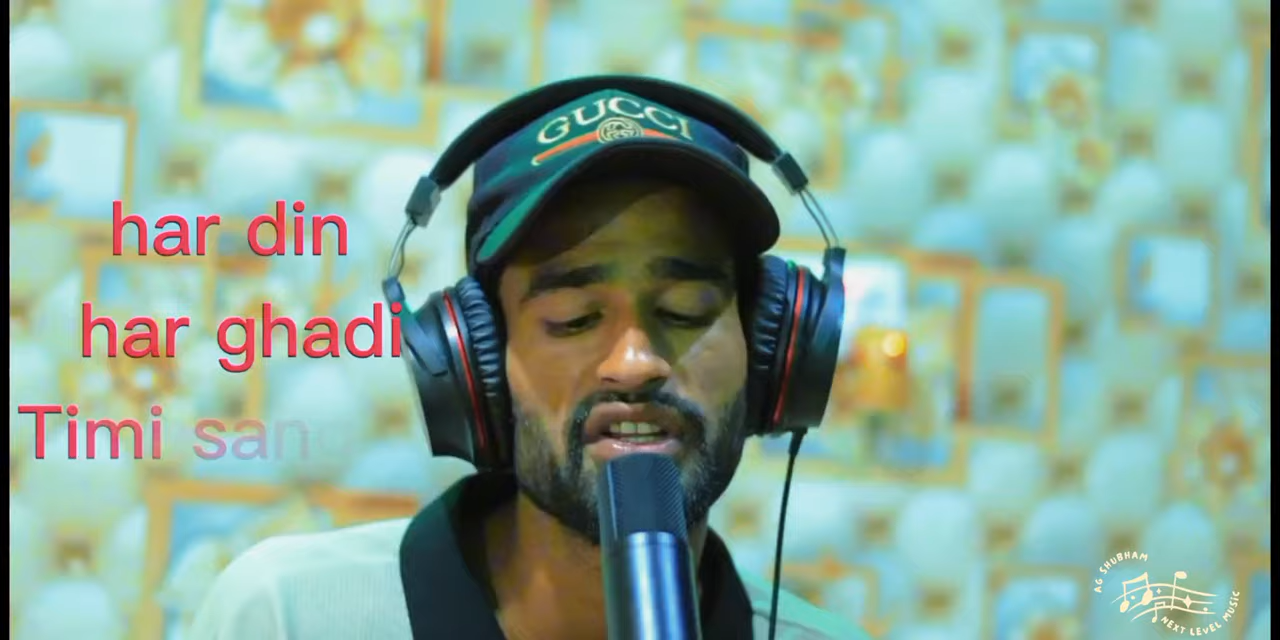 GUCCI
har din
har ghadi
Timi san
AG SHUBHAM
NEXT LEVEL MUSIC